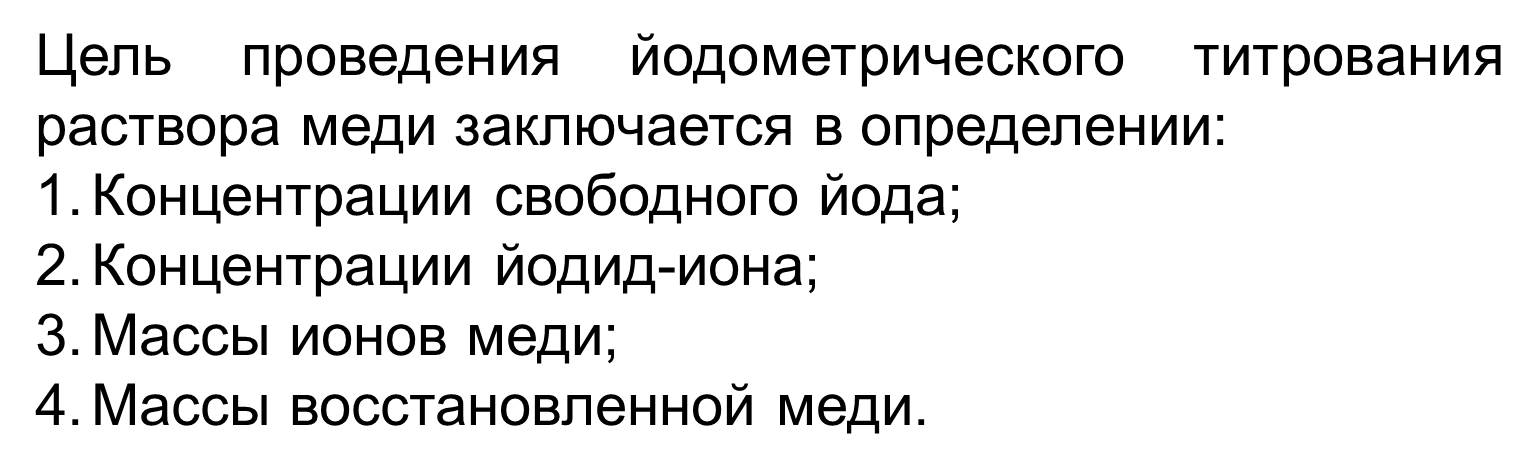 Цель проведения йодометрического титрования
раствора меди заключается в определении:
1. Концентрации свободного йода;
2. Концентрации йодид-иона;
3. Массы ионов меди;
4. Массы восстановленной меди.